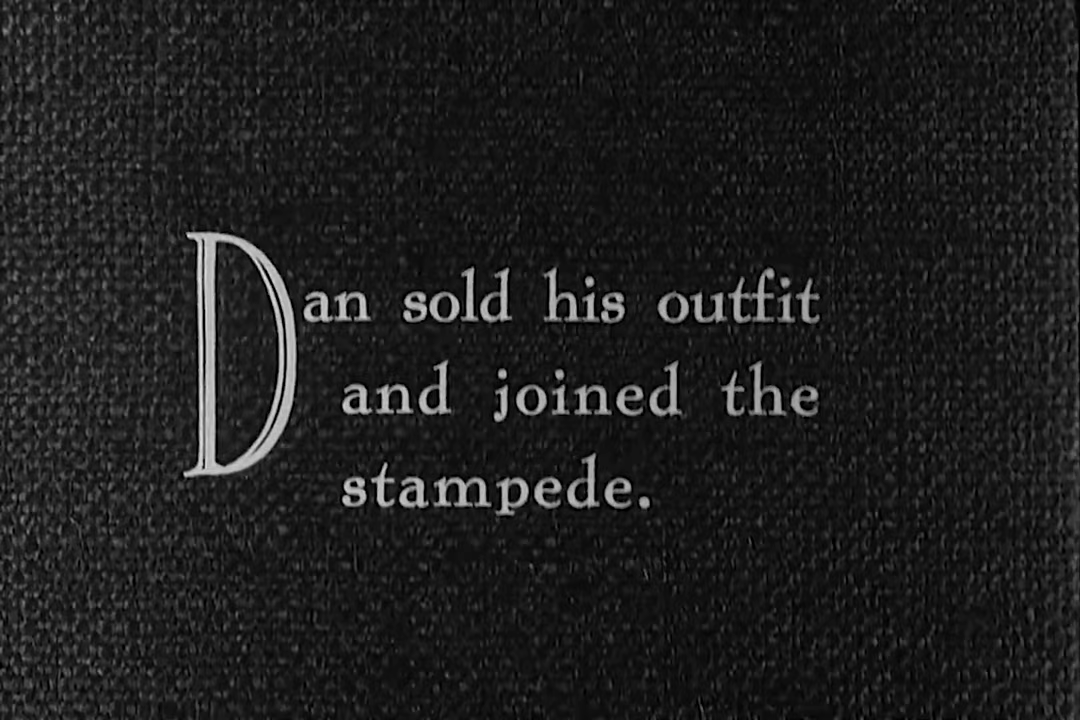 Dan sold his outfit
and joined the
stampede.